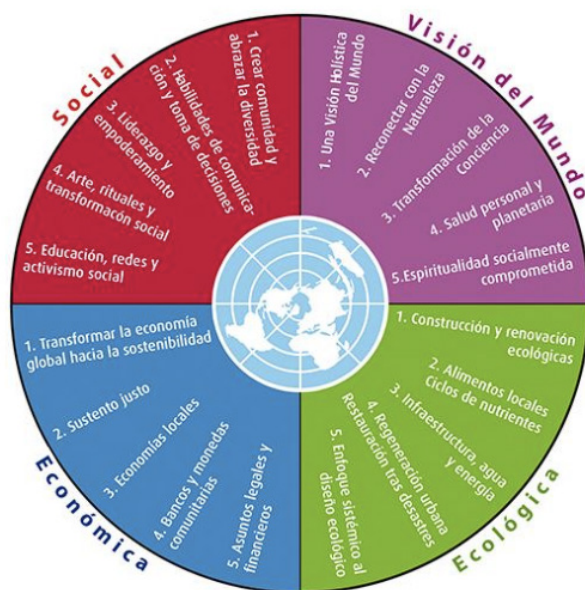 Social
1. Crear comunidad y
abrazar la diversidad
2. Habilidades de comunica-
ción y toma de decisiones
3. Liderazgo y
empoderamiento
4. Arte, rituales y
transformacón social
5. Educación, redes y
activismo social
Visión del Mundo
1. Una Visión Holística
del Mundo
2. Reconectar con la
Naturaleza
3. Transformación de la
Conciencia
4. Salud personal y
planetaria
5.Espiritualidad socialmente
comprometida
Económica
1. Transformar la economía
global hacia la sostenibilidad
2. Sustento justo
3. Economías locales
4. Bancos y monedas
comunitarias
5. Asuntos legales y
financieros
Ecológica
1. Construcción y renovación
ecológicas
2. Alimentos locales
Ciclos de nutrientes
3. Infraestructura, agua
y energía
4. Regeneración urbana
Restauración tras desastres
5. Enfoque sistémico al
diseño ecológico